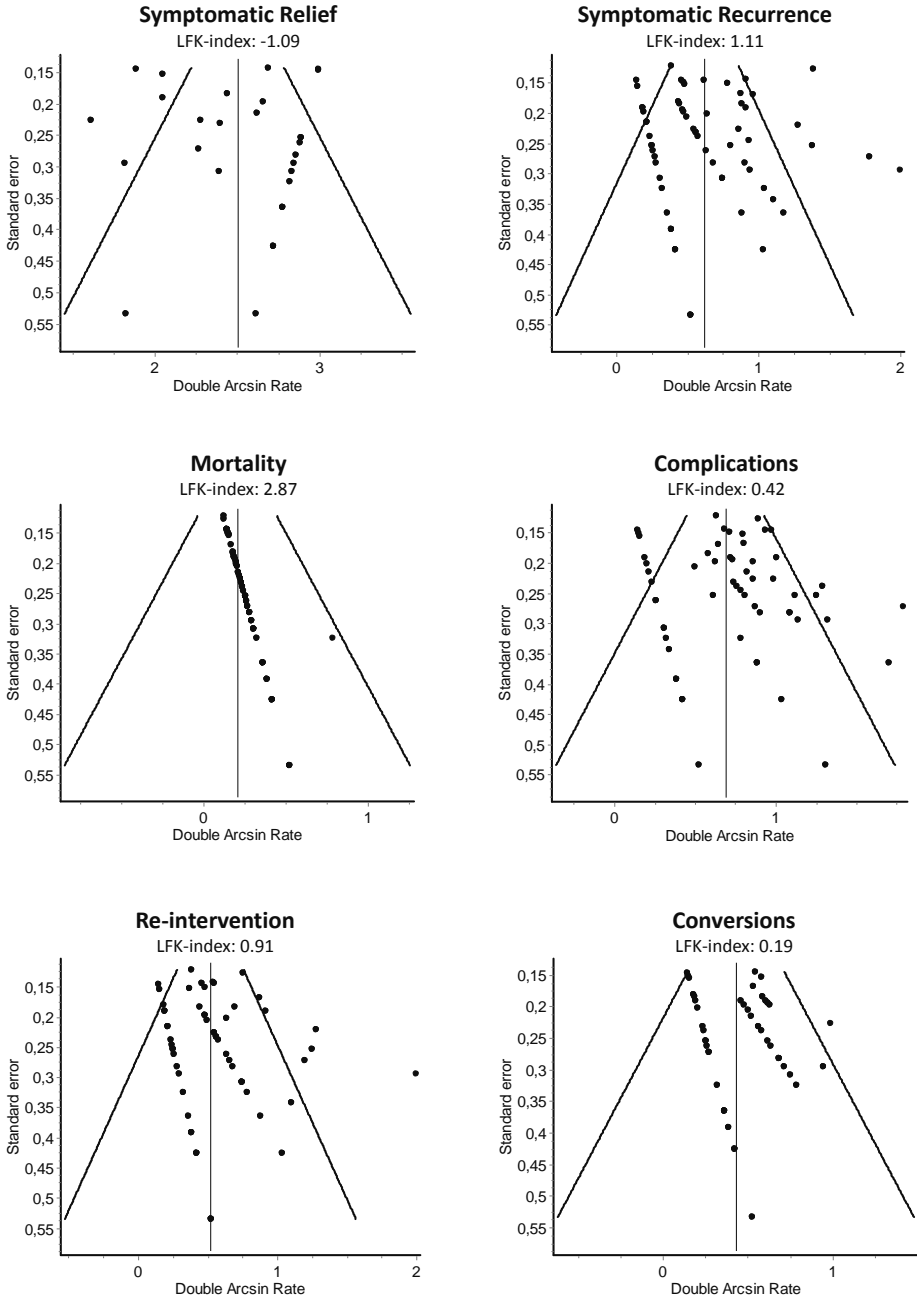 Symptomatic Relief
LFK-index: -1.09
0,15
0,2
0,25
0,3
0,35
0,4
0,45
0,5
0,55
Standard error
2
3
Double Arcsin Rate
Symptomatic Recurrence
LFK-index: 1.11
0,15
0,2
0,25
0,3
0,35
0,4
0,45
0,5
0,55
Standard error
0
1
2
Double Arcsin Rate
Mortality
LFK-index: 2.87
0,15
0,2
0,25
0,3
0,35
0,4
0,45
0,5
0,55
Standard error
0
1
Double Arcsin Rate
Complications
LFK-index: 0.42
0,15
0,2
0,25
0,3
0,35
0,4
0,45
0,5
0,55
Standard error
0
1
Double Arcsin Rate
Re-intervention
LFK-index: 0.91
0,15
0,2
0,25
0,3
0,35
0,4
0,45
0,5
0,55
Standard error
0
1
2
Double Arcsin Rate
Conversions
LFK-index: 0.19
0,15
0,2
0,25
0,3
0,35
0,4
0,45
0,5
0,55
Standard error
0
1
Double Arcsin Rate